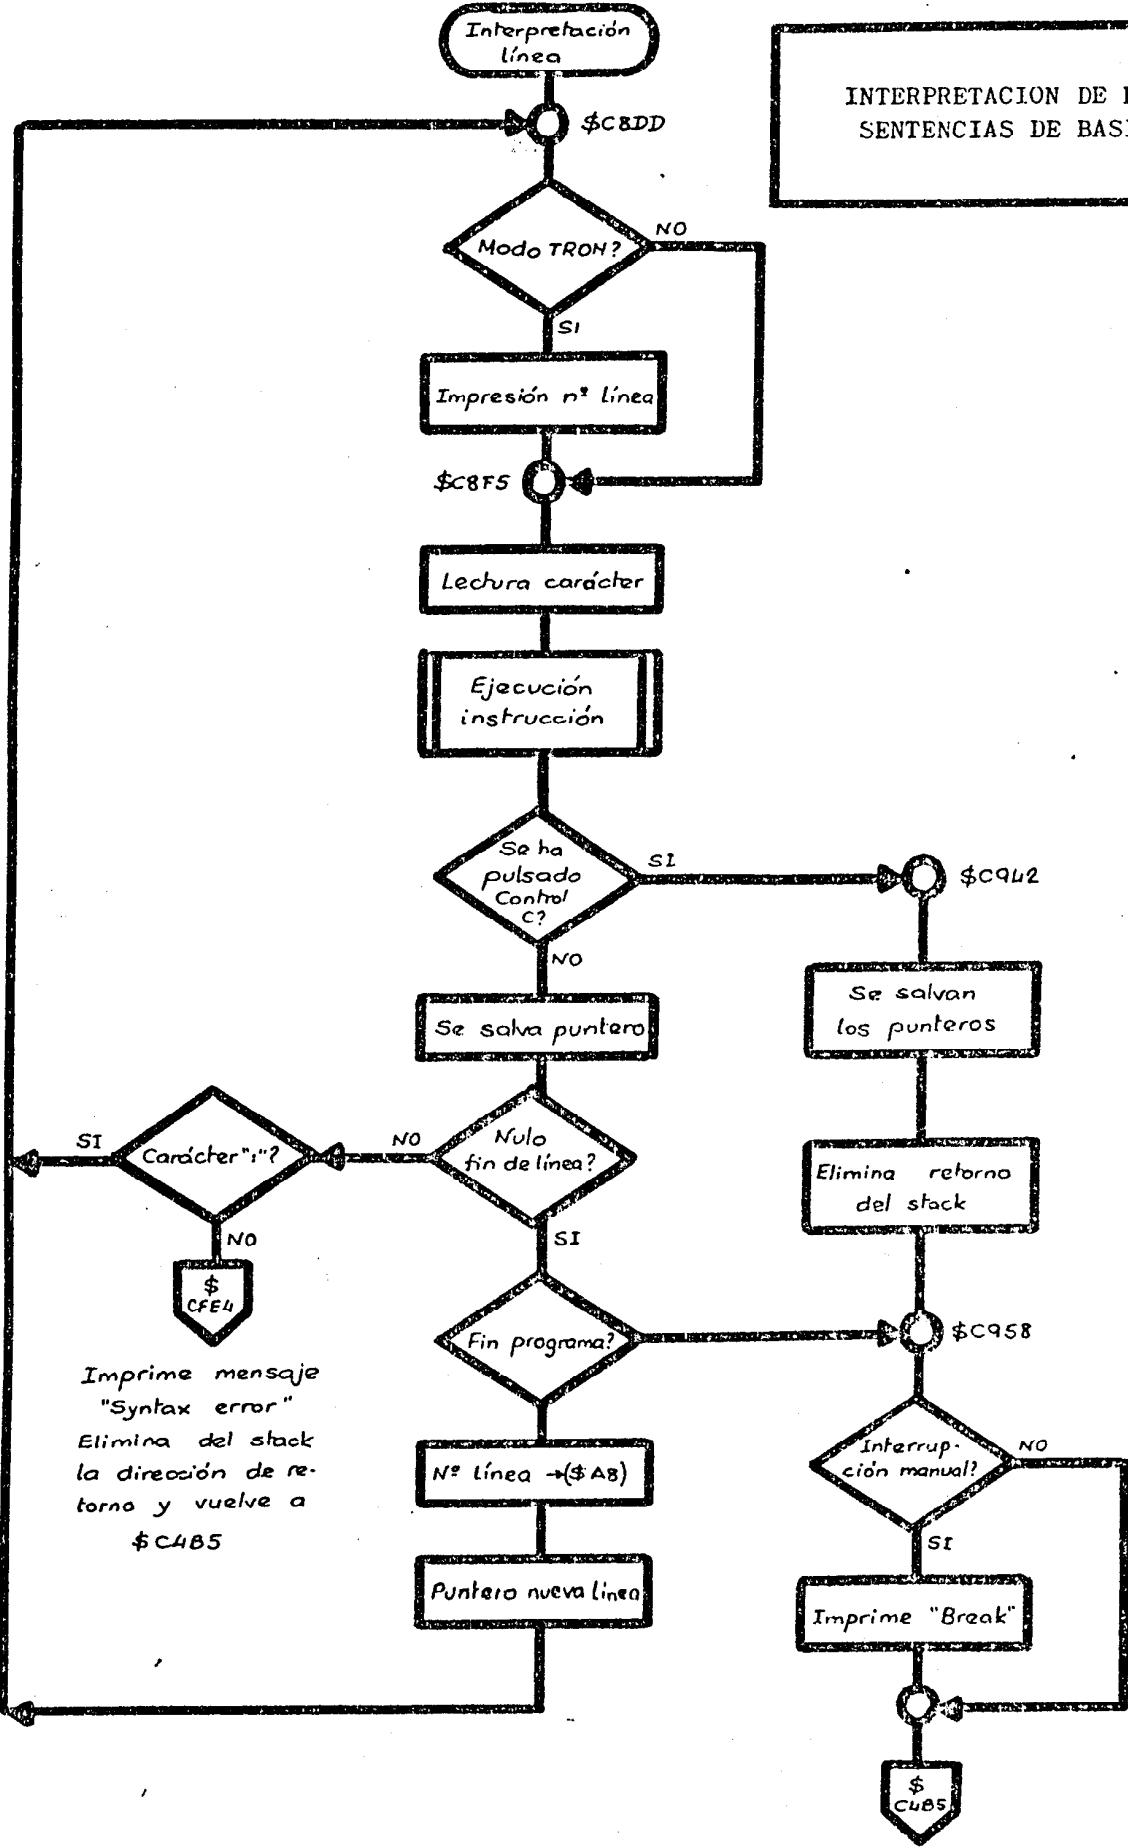 Interpretación
línea
$C8DD
INTERPRETACION DE
SENTENCIAS DE
Modo TRON?
NO
SI
Impresión nº línea
$C8F5
Lectura carácter
Ejecución
instrucción
Se ha
pulsado
Control
C?
SI
$C942
NO
Se salvan
los punteros
Se salva puntero
Nulo
fin de línea?
NO
Carácter ":"?
SI
Elimina retorno
del stack
NO
SI
$
CFE4
Fin programa?
$C958
Imprime mensaje
"Syntax error"
Elimina del stack
la dirección de re-
torno y vuelve a
$C4B5
Nº línea →($A8)
Interrup-
ción manual?
NO
SI
Puntero nueva línea
Imprime "Break"
$
C4B5